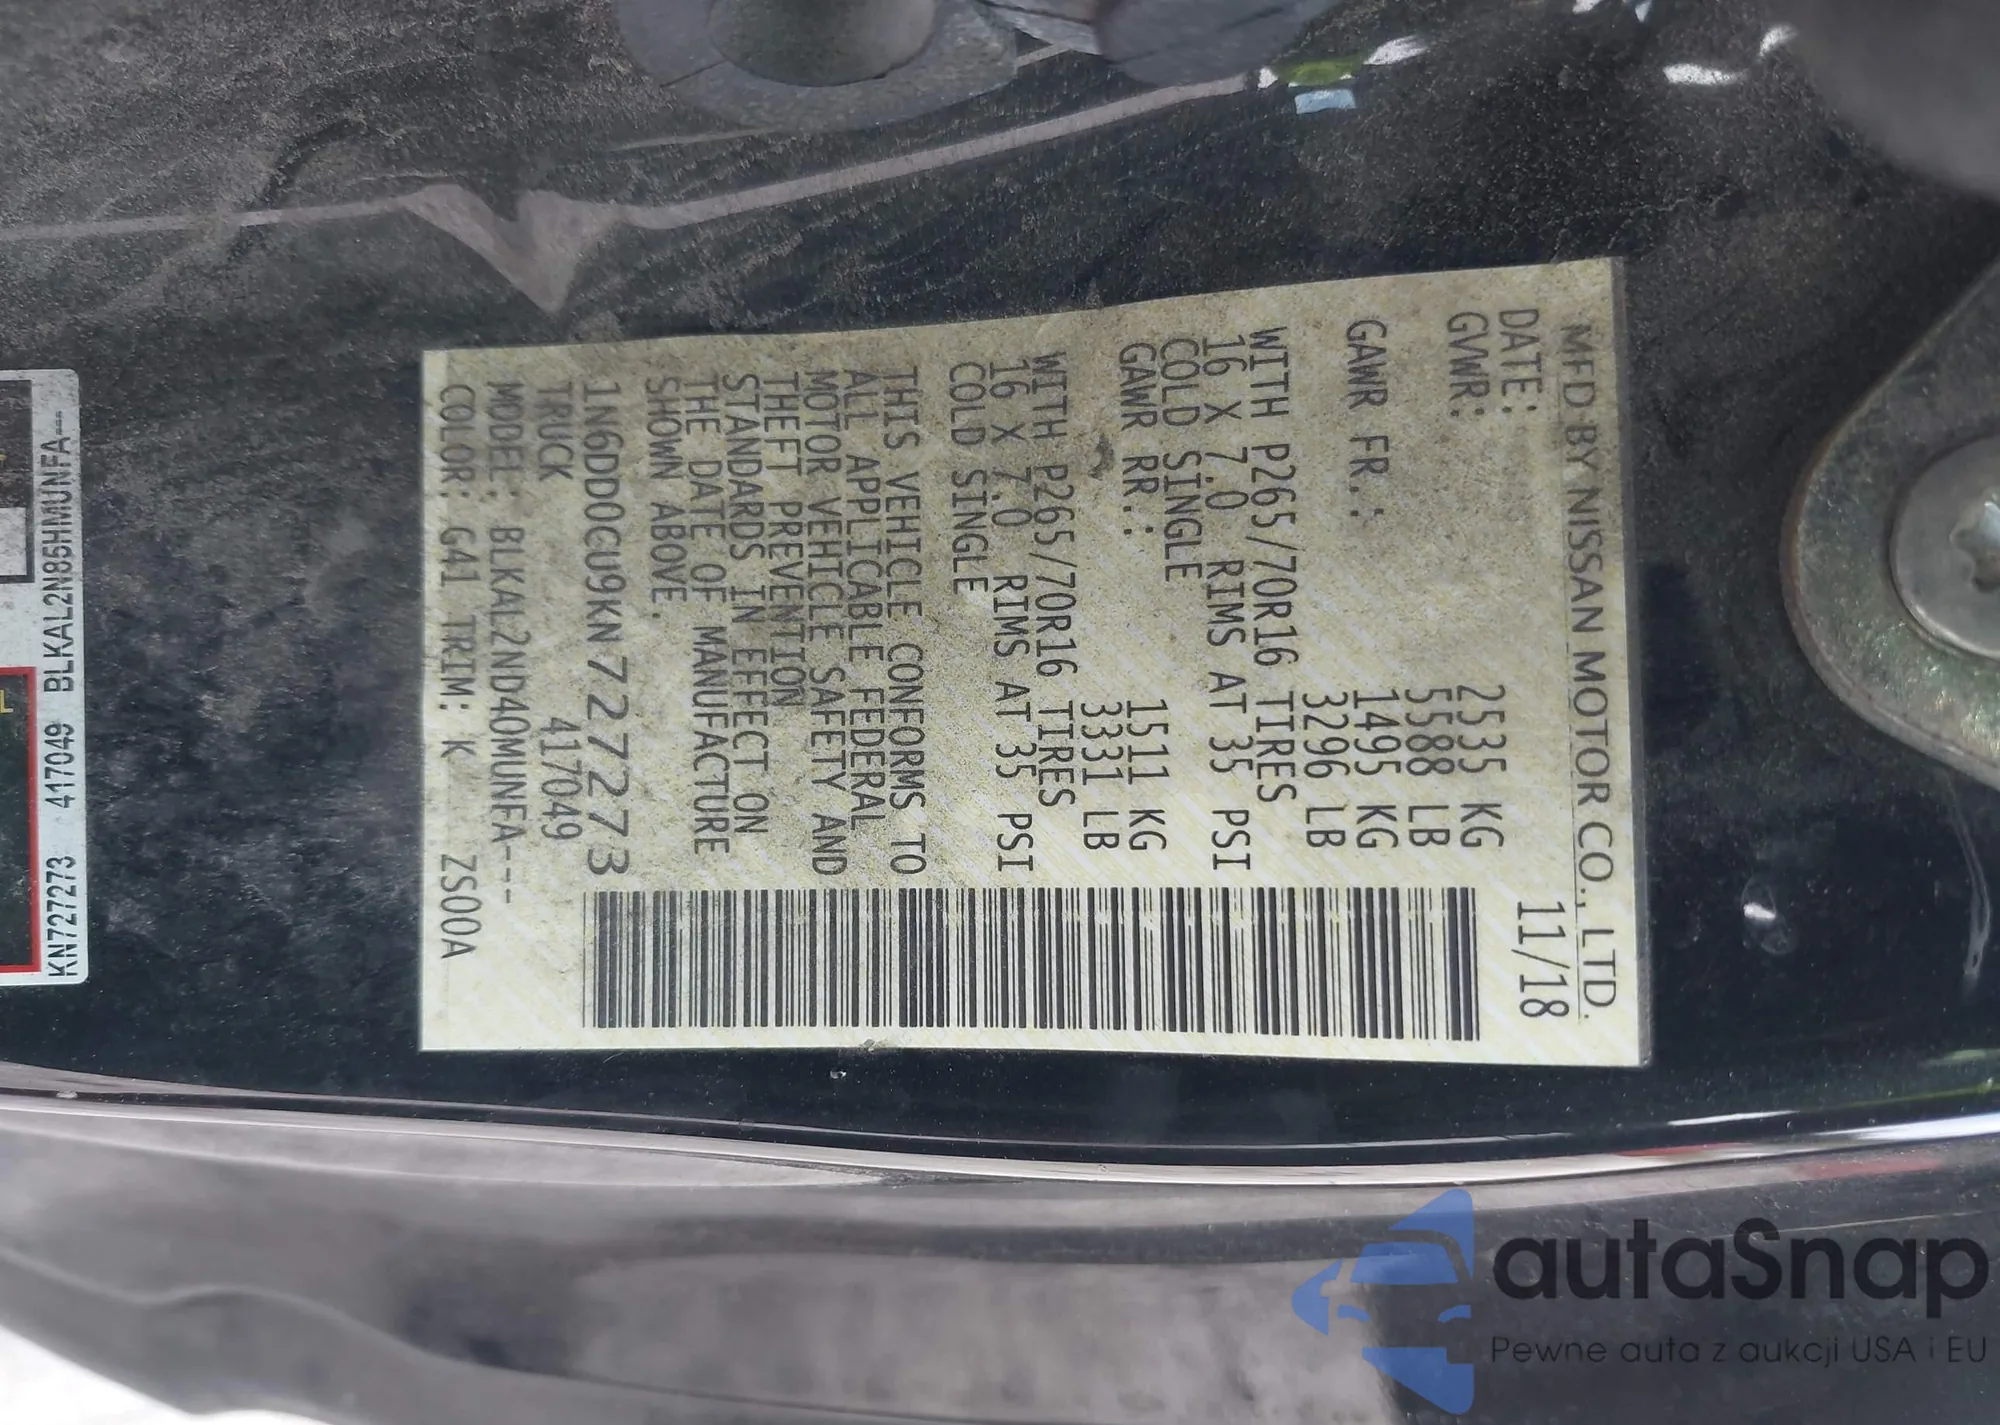 MFD BY NISSAN MOTOR CO., LTD.
DATE: 11/18
GVWR: 2535 KG
5588 LB
GAWR FR.: 1495 KG
3296 LB
WITH P265/70R16 TIRES
16 X 7.0 RIMS AT 35 PSI
COLD SINGLE
GAWR RR.: 1511 KG
3331 LB
WITH P265/70R16 TIRES
16 X 7.0 RIMS AT 35 PSI
COLD SINGLE
THIS VEHICLE CONFORMS TO
ALL APPLICABLE FEDERAL
MOTOR VEHICLE SAFETY AND
THEFT PREVENTION
STANDARDS IN EFFECT ON
THE DATE OF MANUFACTURE
SHOWN ABOVE.
1N6DD0CU9KN727273
TRUCK 417049
MODEL: BLKAL2ND40MUNFA---
COLOR: G41 TRIM: K ZS00A
BLKAL2N85HMUNFA--- 417049 KN727273
L
autaSnap
Pewne auta z aukcji USA i EU